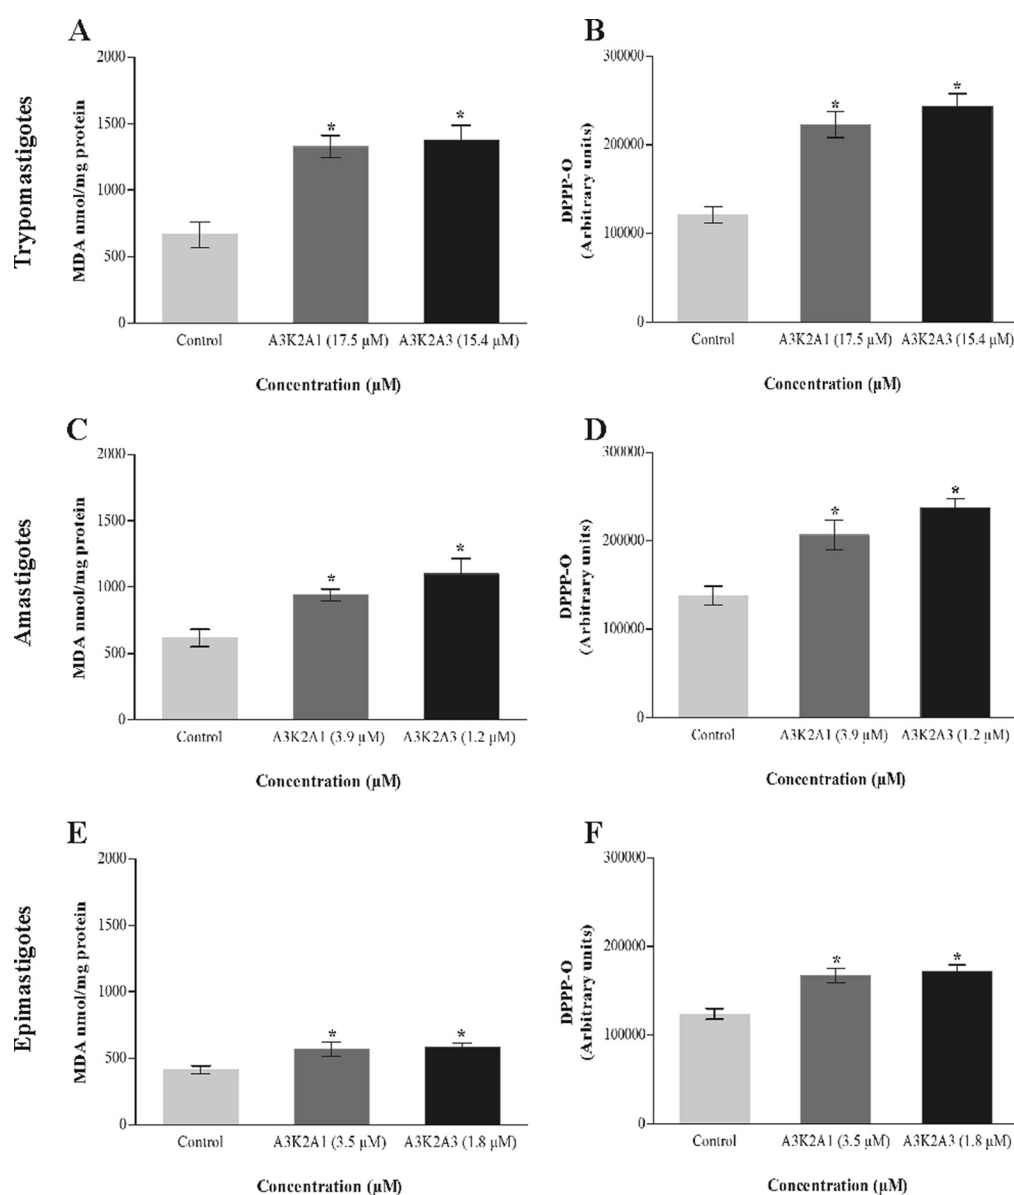 A
B
Trypomastigotes
MDA nmol/mg protein
2000
1500
1000
500
0
*
*
Control
A3K2A1 (17.5 µM)
A3K2A3 (15.4 µM)
Concentration (µM)
DPPP-O
(Arbitrary units)
300000
200000
100000
0
*
*
Control
A3K2A1 (17.5 µM)
A3K2A3 (15.4 µM)
Concentration (µM)
C
D
Amastigotes
MDA nmol/mg protein
2000
1500
1000
500
0
*
*
Control
A3K2A1 (3.9 µM)
A3K2A3 (1.2 µM)
Concentration (µM)
DPPP-O
(Arbitrary units)
300000
200000
100000
0
*
*
Control
A3K2A1 (3.9 µM)
A3K2A3 (1.2 µM)
Concentration (µM)
E
F
Epimastigotes
MDA nmol/mg protein
2000
1500
1000
500
0
*
*
Control
A3K2A1 (3.5 µM)
A3K2A3 (1.8 µM)
Concentration (µM)
DPPP-O
(Arbitrary units)
300000
200000
100000
0
*
*
Control
A3K2A1 (3.5 µM)
A3K2A3 (1.8 µM)
Concentration (µM)